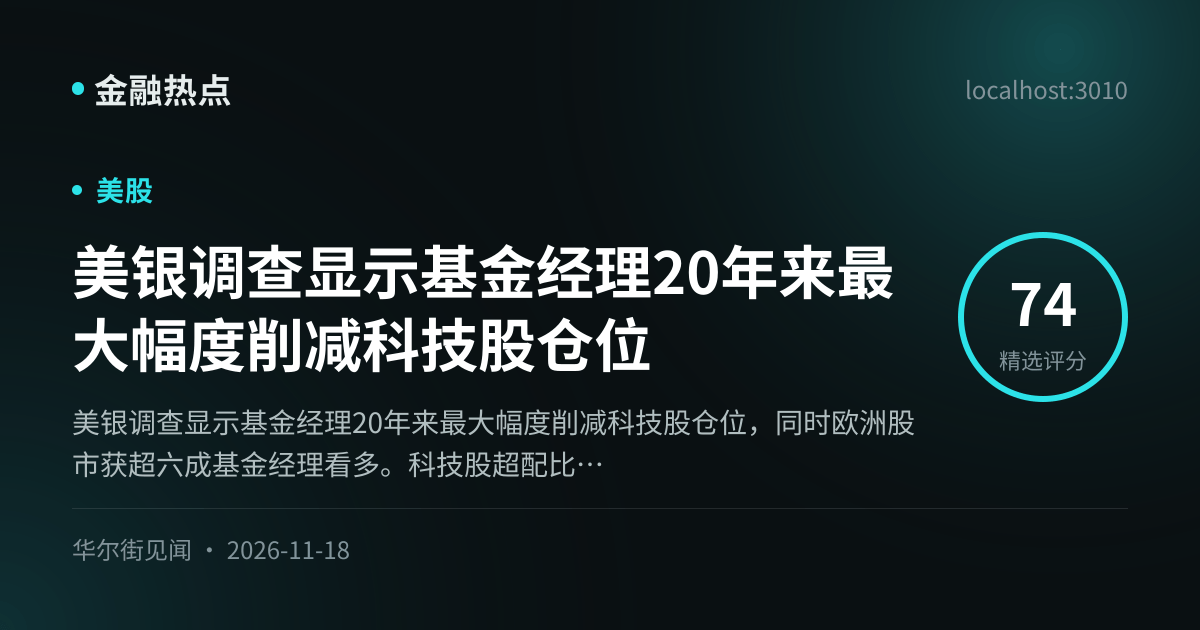 金融热点
localhost:3010
美股
美银调查显示基金经理20年来最
大幅度削减科技股仓位
74
精选评分
美银调查显示基金经理20年来最大幅度削减科技股仓位，同时欧洲股
市获超六成基金经理看多。科技股超配比…
华尔街见闻 · 2026-11-18